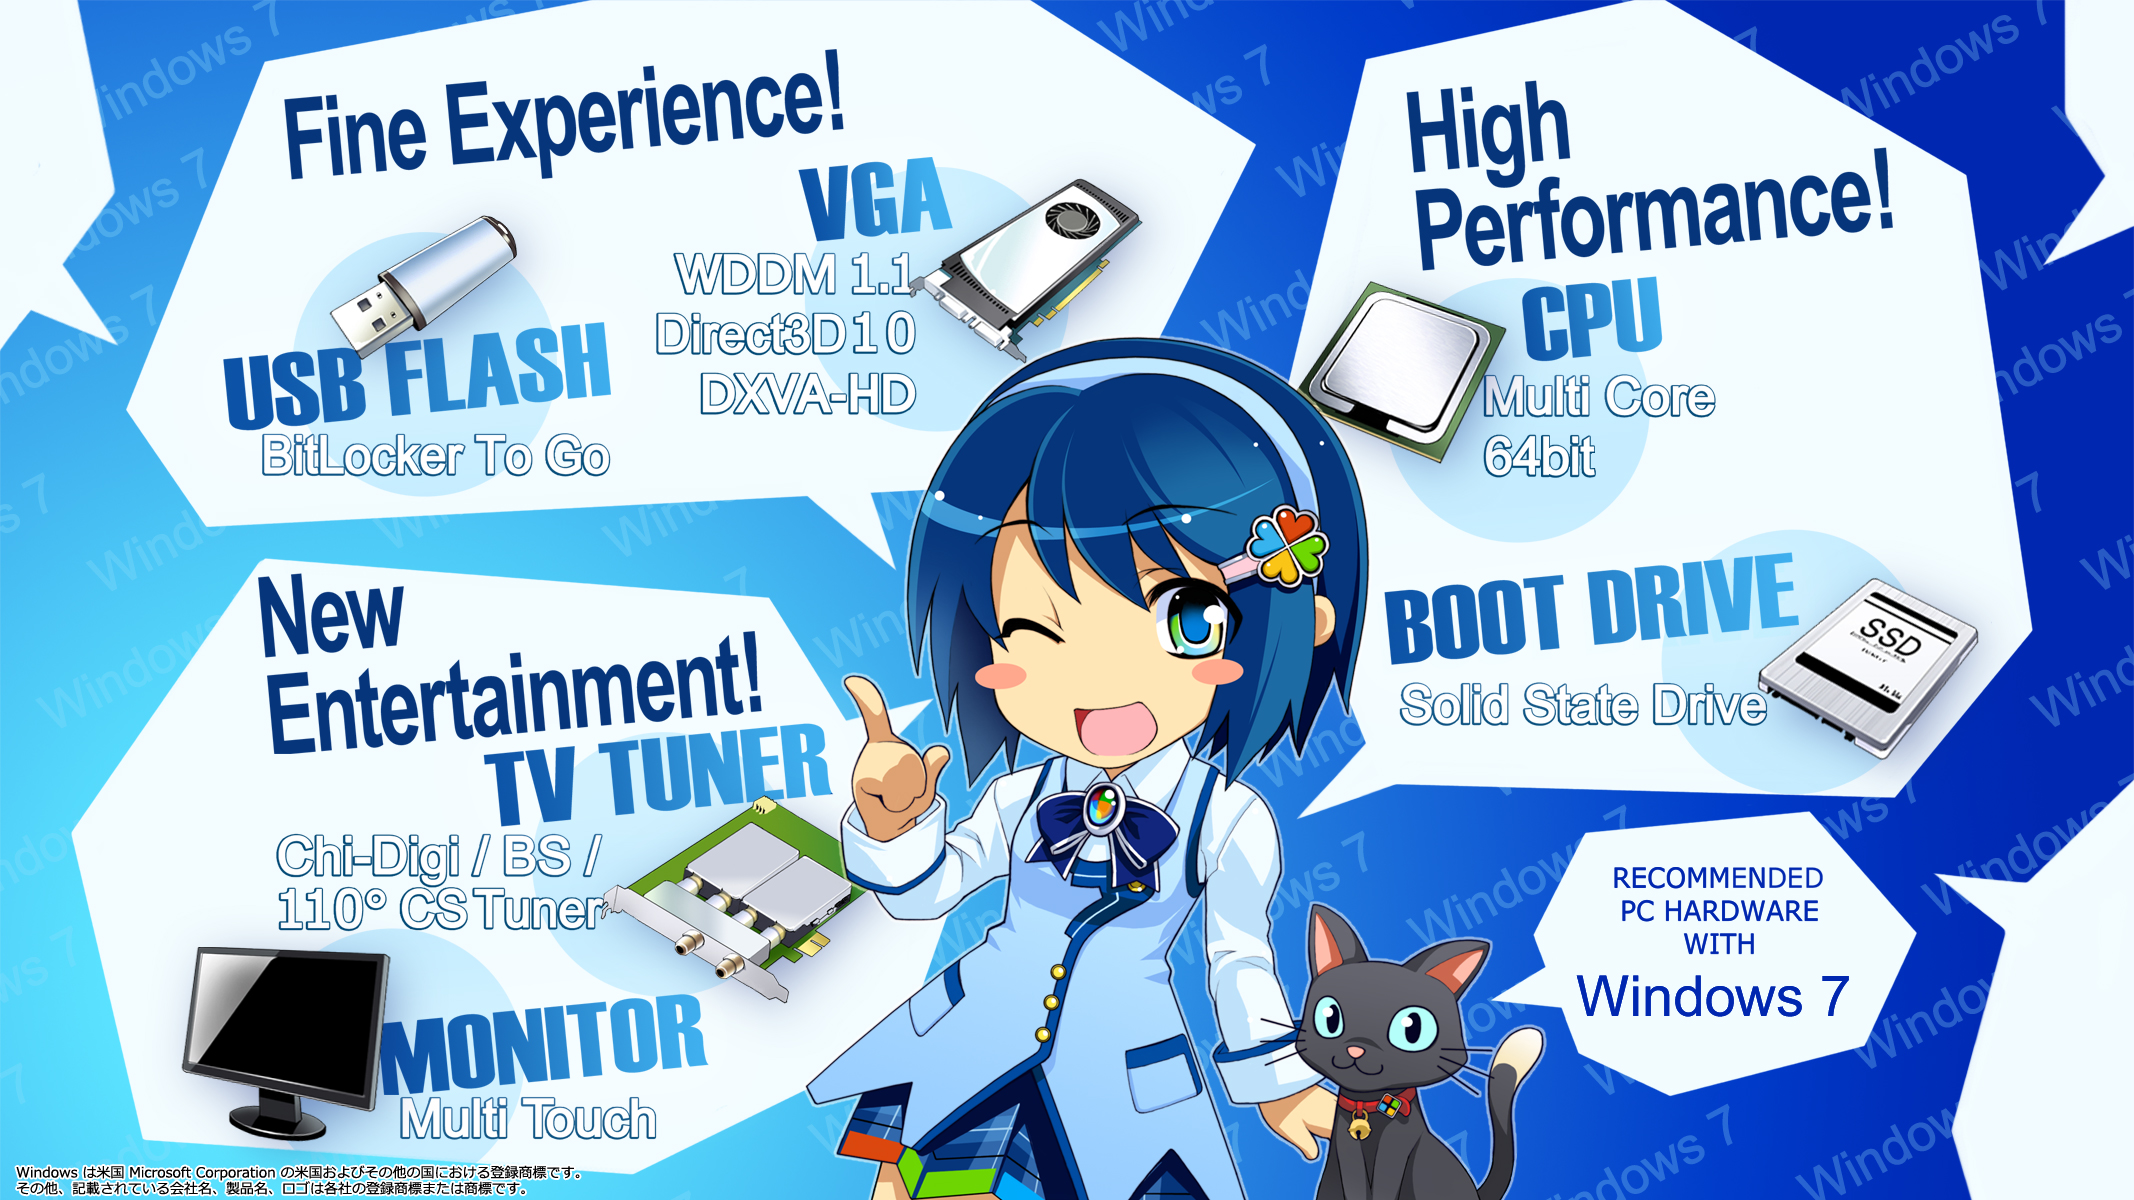 Fine Experience!
USB FLASH
BitLocker To Go
VGA
WDDM 1.1
Direct3D10
DXVA-HD
High
Performance!
CPU
Multi Core
64bit
BOOT DRIVE
Solid State Drive
SSD
New
Entertainment!
TV TUNER
Chi-Digi / BS /
110° CS Tuner
MONITOR
Multi Touch
RECOMMENDED
PC HARDWARE
WITH
Windows 7
Windows は米国 Microsoft Corporation の米国およびその他の国における登録商標です。
その他、記載されている会社名、製品名、ロゴは各社の登録商標または商標です。
Windows 7